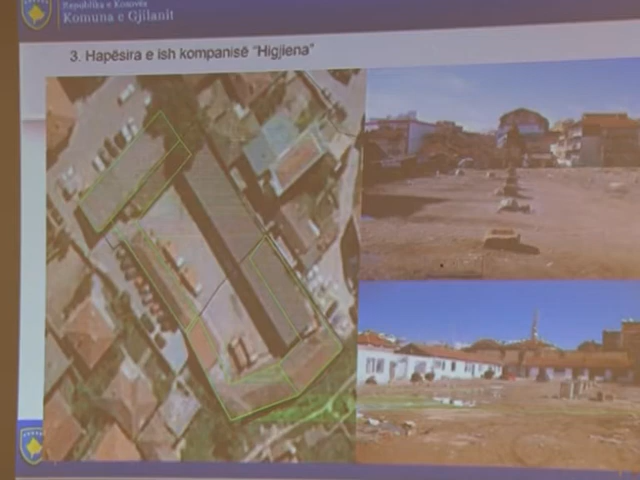 Republika e Kosovës
Komuna e Gjilanit
3. Hapësira e ish kompanisë "Higjiena"